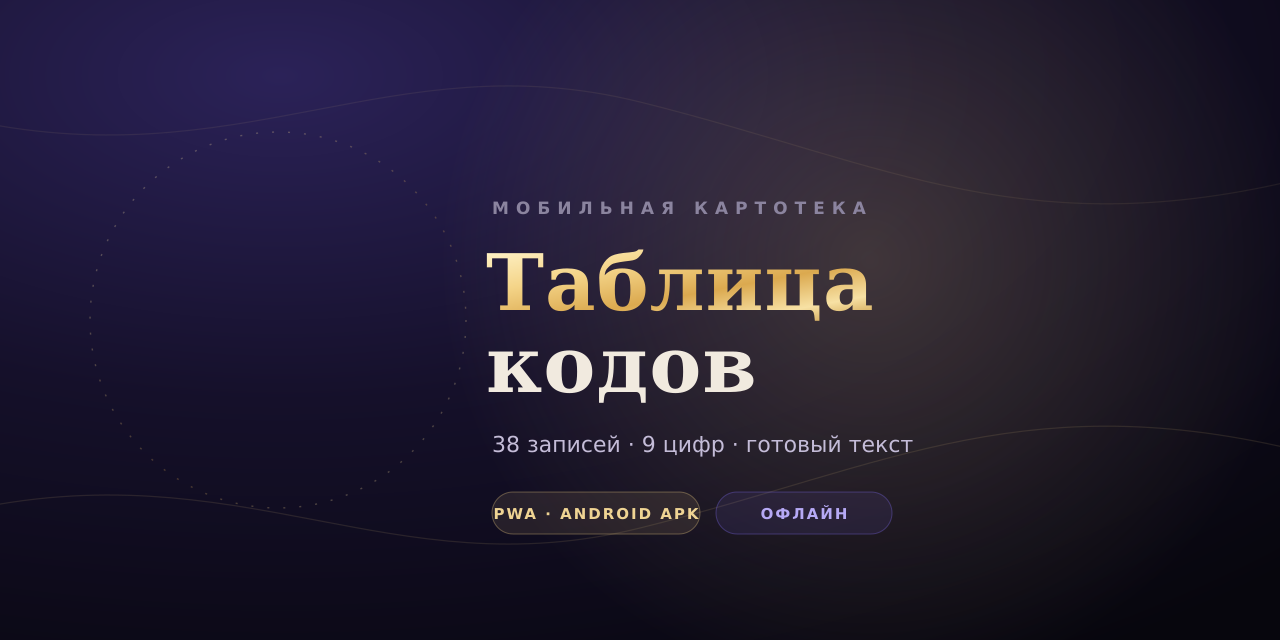 МОБИЛЬНАЯ КАРТОТЕКА
Таблица
кодов
38 записей · 9 цифр · готовый текст
PWA · ANDROID APK
ОФЛАЙН